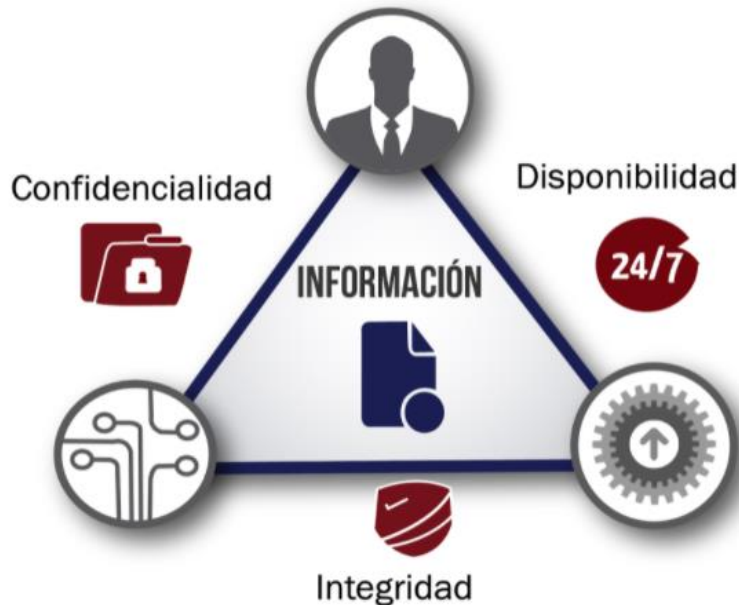 Confidencialidad
Disponibilidad
24/7
INFORMACIÓN
Integridad